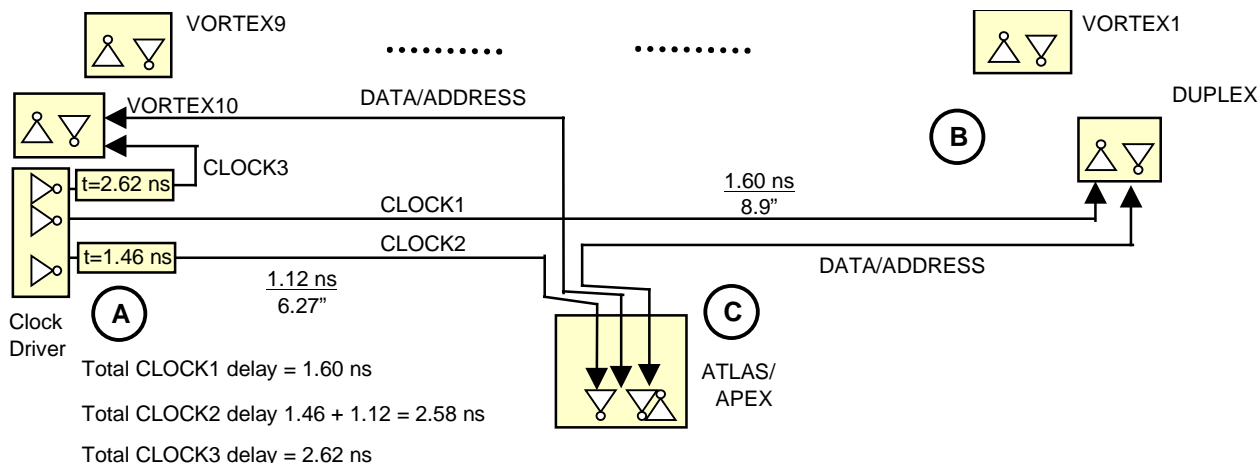 VORTEX9
VORTEX1
VORTEX10
DATA/ADDRESS
DUPLEX
B
CLOCK3
t=2.62 ns
1.60 ns
8.9”
CLOCK1
CLOCK2
t=1.46 ns
DATA/ADDRESS
1.12 ns
6.27”
A
C
Clock
Driver
ATLAS/
APEX
Total CLOCK1 delay = 1.60 ns
Total CLOCK2 delay 1.46 + 1.12 = 2.58 ns
Total CLOCK3 delay = 2.62 ns